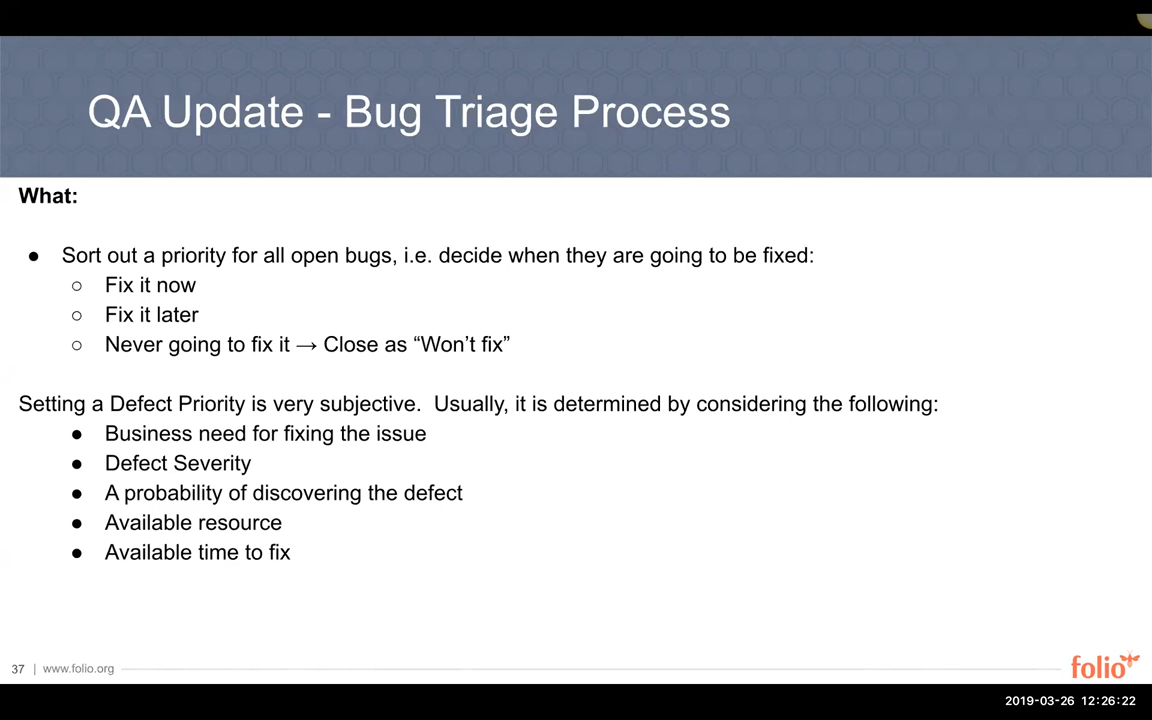 QA Update - Bug Triage Process
What:
● Sort out a priority for all open bugs, i.e. decide when they are going to be fixed:
○ Fix it now
○ Fix it later
○ Never going to fix it → Close as “Won’t fix”
Setting a Defect Priority is very subjective.  Usually, it is determined by considering the following:
● Business need for fixing the issue
● Defect Severity
● A probability of discovering the defect
● Available resource
● Available time to fix
37 | www.folio.org
folio
2019-03-26 12:26:22